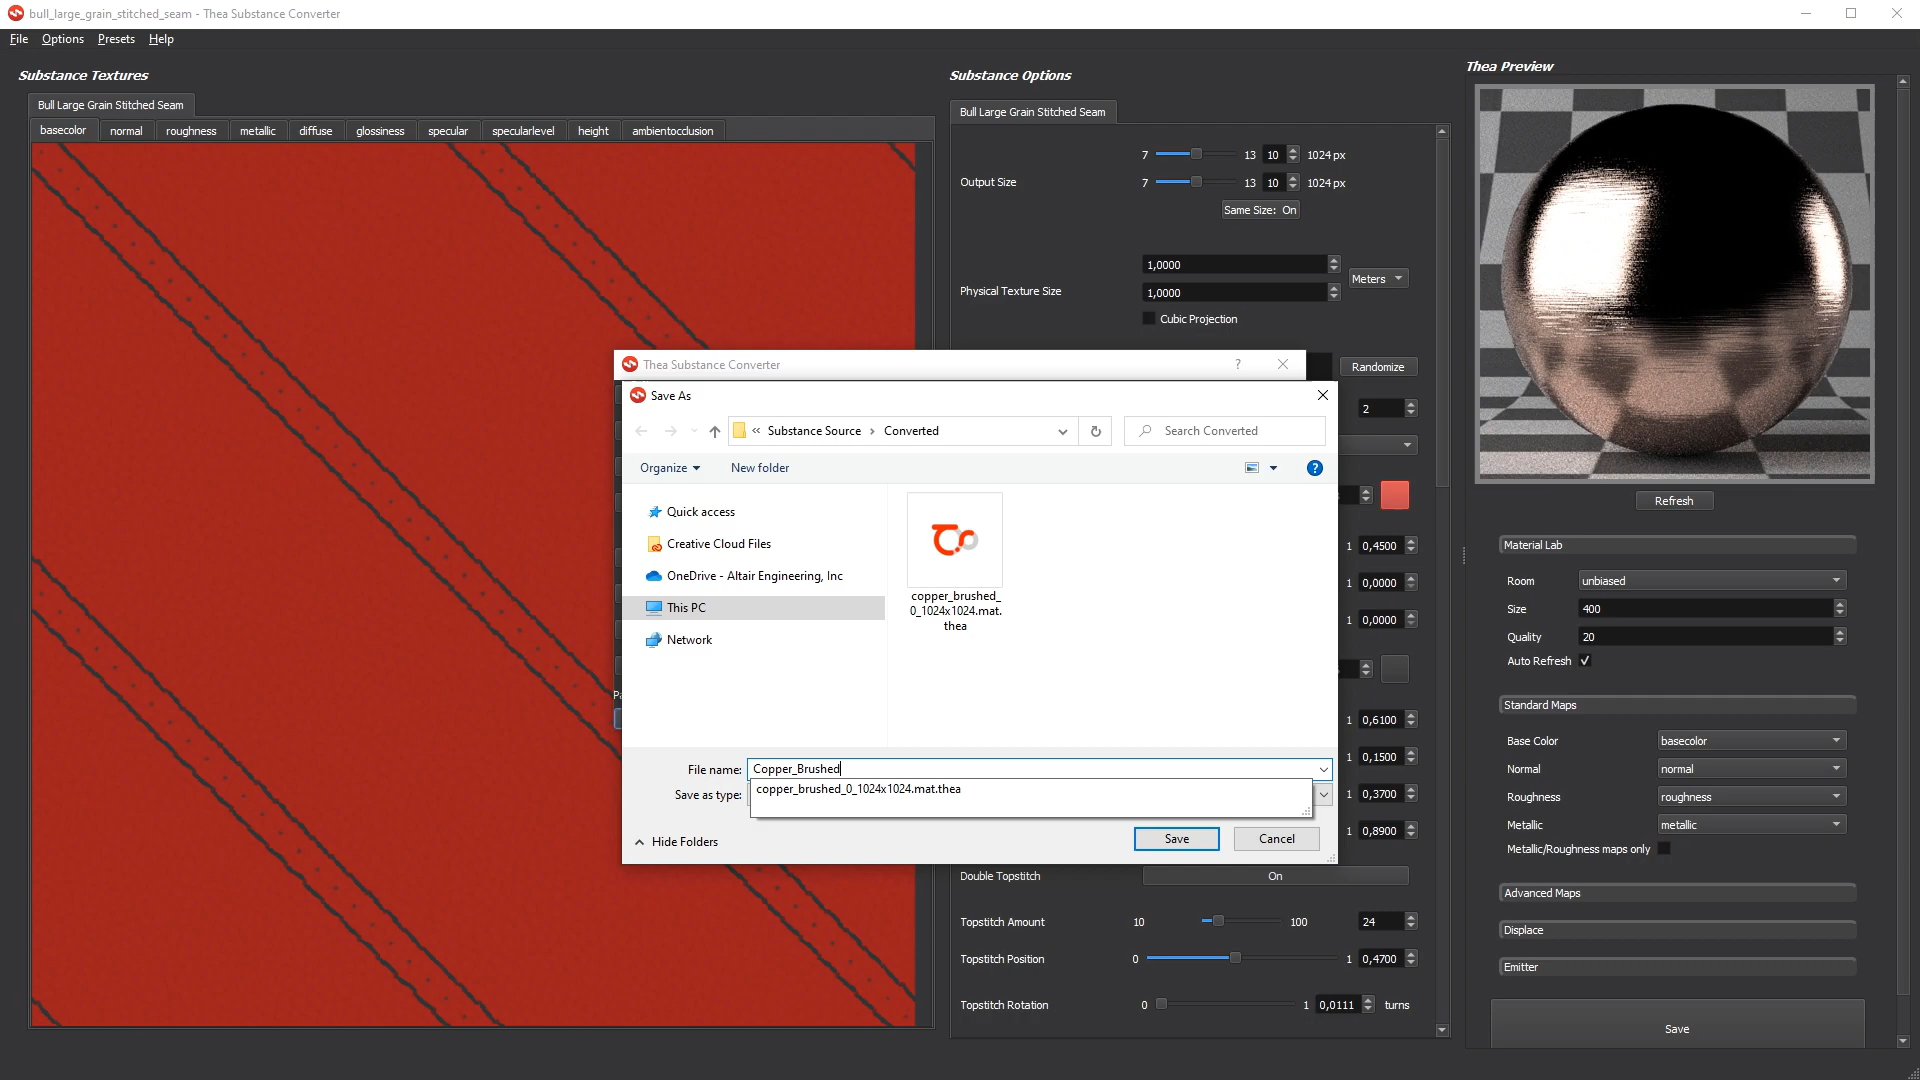 bull_large_grain_stitched_seam - Thea Substance Converter
File Options Presets Help
Substance Textures
Bull Large Grain Stitched Seam
basecolor normal roughness metallic diffuse glossiness specular specularlevel height ambientocclusion
Substance Options
Bull Large Grain Stitched Seam
7 13 10 1024 px
Output Size
7 13 10 1024 px
Same Size: On
1,0000
Meters
Physical Texture Size
1,0000
Cubic Projection
Randomize
2
1 0,4500
1 0,0000
1 0,0000
1 0,6100
1 0,1500
1 0,3700
1 0,8900
Double Topstitch On
Topstitch Amount 10 100 24
Topstitch Position 0 1 0,4700
Topstitch Rotation 0 1 0,0111 turns
Thea Substance Converter ?
Save As
« Substance Source › Converted
Search Converted
Organize New folder
?
Quick access
Creative Cloud Files
OneDrive - Altair Engineering, Inc
This PC
Network
copper_brushed_
0_1024x1024.mat.
thea
File name: Copper_Brushed
Save as type:
copper_brushed_0_1024x1024.mat.thea
Hide Folders
Save Cancel
Thea Preview
Refresh
Material Lab
Room unbiased
Size 400
Quality 20
Auto Refresh
Standard Maps
Base Color basecolor
Normal normal
Roughness roughness
Metallic metallic
Metallic/Roughness maps only
Advanced Maps
Displace
Emitter
Save